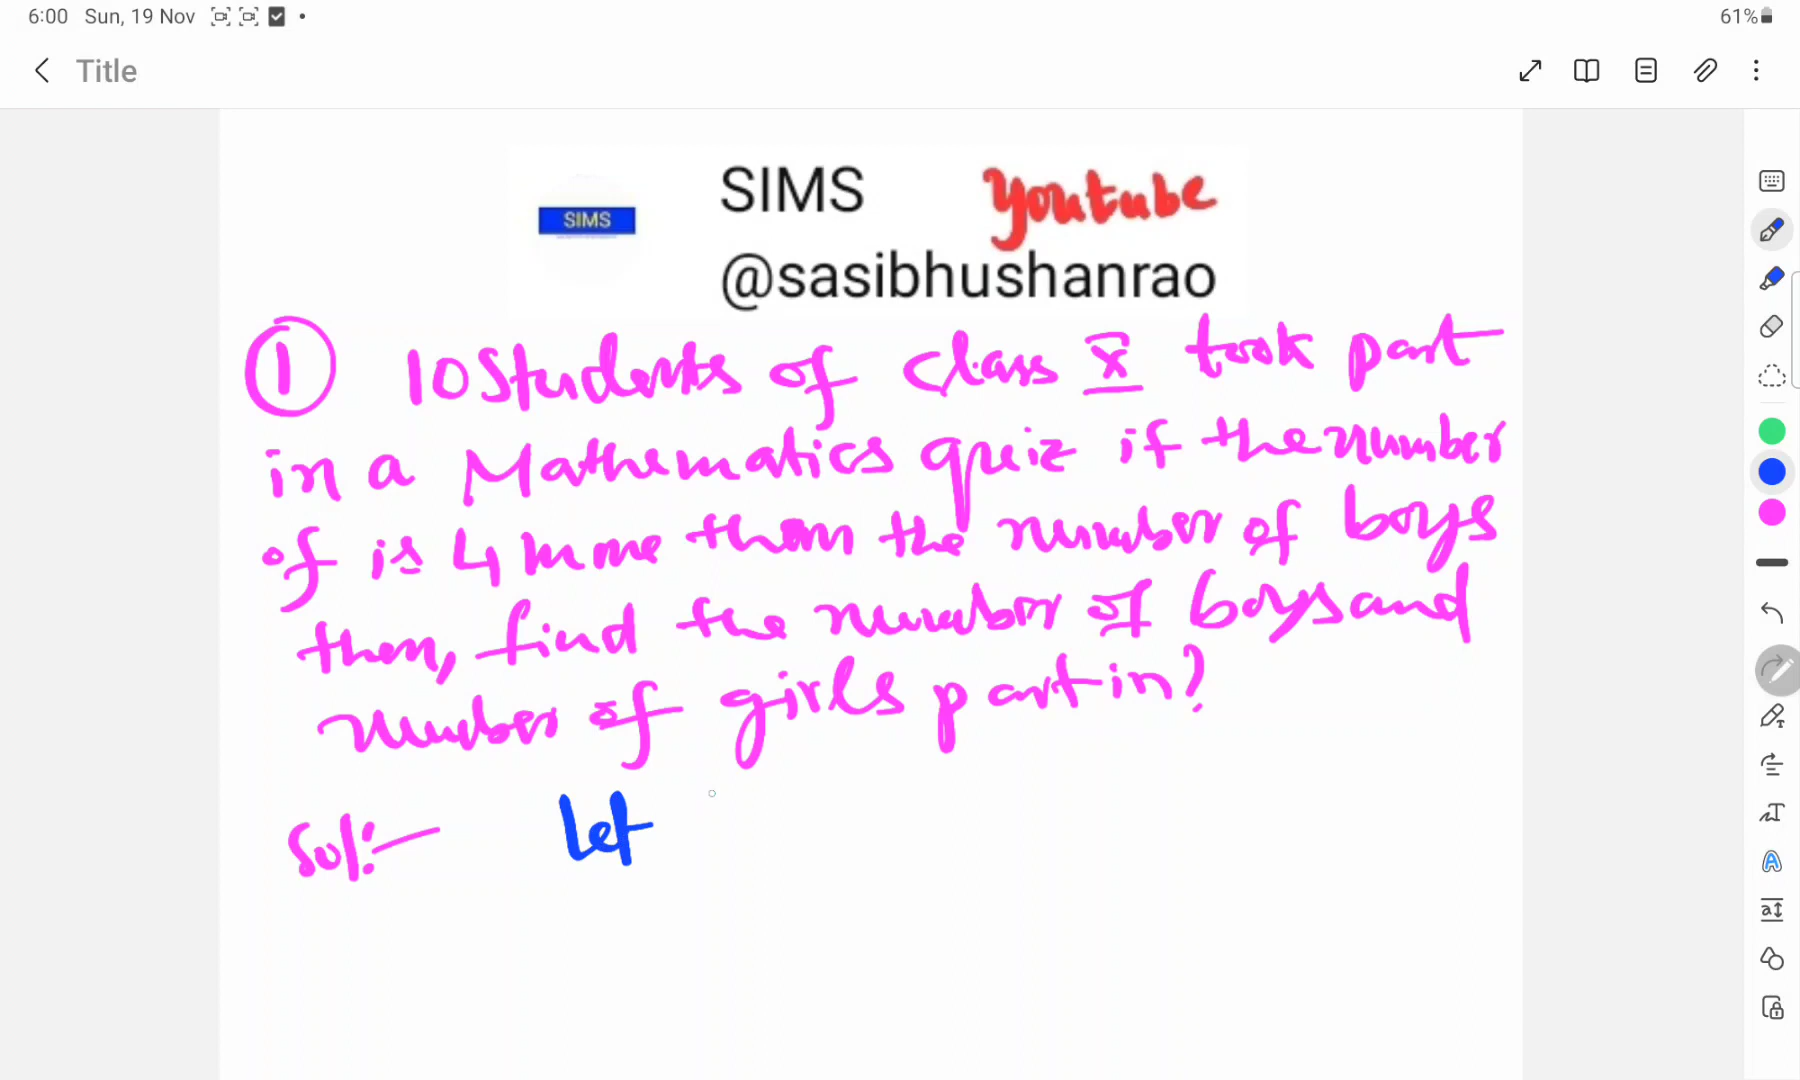 6:00 Sun, 19 Nov 61%
Title
SIMS
SIMS youtube
@sasibhushanrao
① 10 Students of class X took part
in a Mathematics quiz if the number
of is 4 more than the number of boys
then, find the number of boys and
number of girls part in?
Sol:-
Let